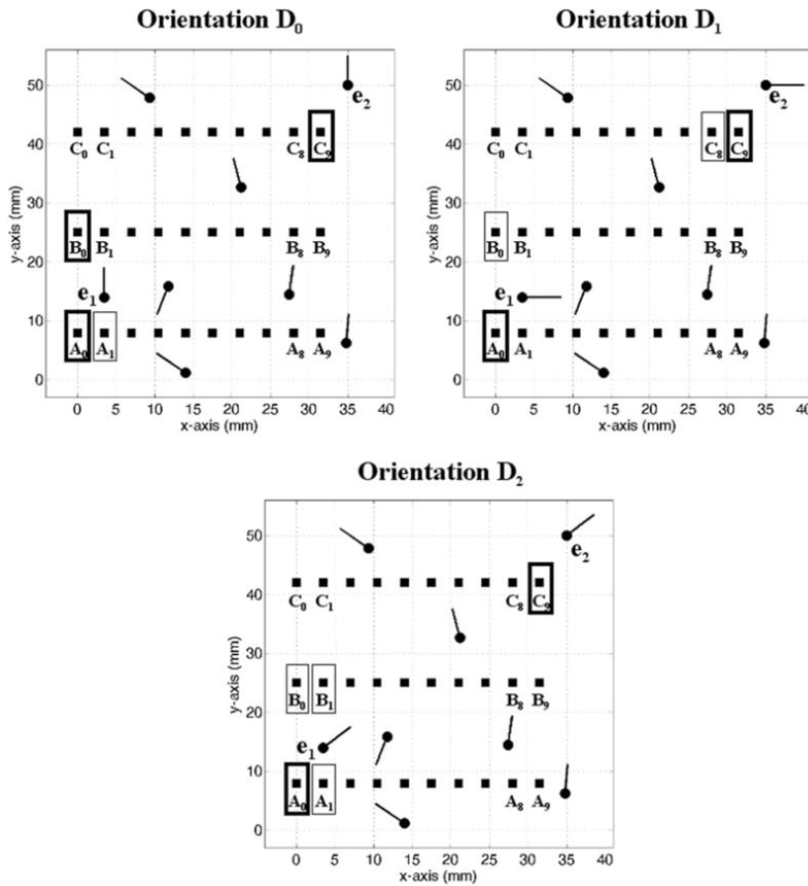 Orientation D₀
50
40
30
20
10
0
0 5 10 15 20 25 30 35 40
y-axis (mm)
x-axis (mm)
e₂
C₀ C₁ C₈ C₉
B₀ B₁ B₈ B₉
e₁
A₀ A₁ A₈ A₉
Orientation D₁
50
40
30
20
10
0
0 5 10 15 20 25 30 35 40
y-axis (mm)
x-axis (mm)
e₂
C₀ C₁ C₈ C₉
B₀ B₁ B₈ B₉
e₁
A₀ A₁ A₈ A₉
Orientation D₂
50
40
30
20
10
0
0 5 10 15 20 25 30 35 40
y-axis (mm)
x-axis (mm)
e₂
C₀ C₁ C₈ C₉
B₀ B₁ B₈ B₉
e₁
A₀ A₁ A₈ A₉